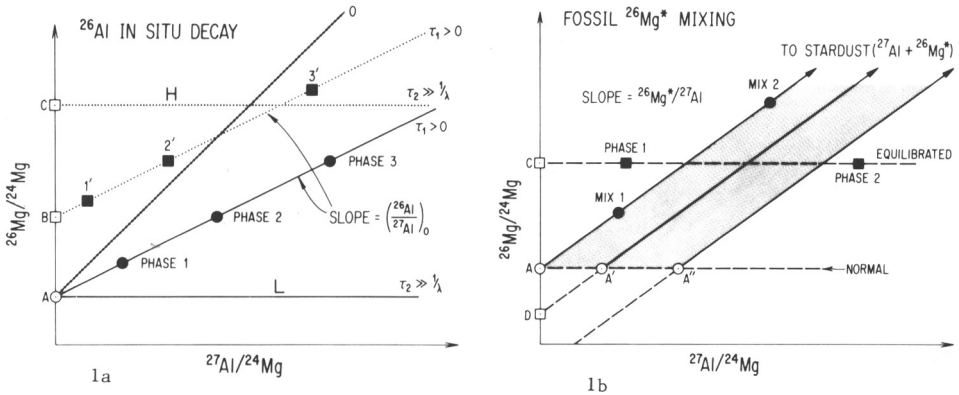 ²⁶Al IN SITU DECAY
O
τ₁ > 0
3'
C
H
τ₂ ≫ 1/λ
2'
τ₁ > 0
1'
PHASE 3
B
PHASE 2
SLOPE = (²⁶Al/²⁷Al)₀
PHASE 1
A
L
τ₂ ≫ 1/λ
²⁶Mg/²⁴Mg
²⁷Al/²⁴Mg
1a
FOSSIL ²⁶Mg* MIXING
TO STARDUST (²⁷Al + ²⁶Mg*)
MIX 2
SLOPE = ²⁶Mg*/²⁷Al
PHASE 1
C
EQUILIBRATED
PHASE 2
MIX 1
A
NORMAL
A'
A"
D
²⁶Mg/²⁴Mg
²⁷Al/²⁴Mg
1b